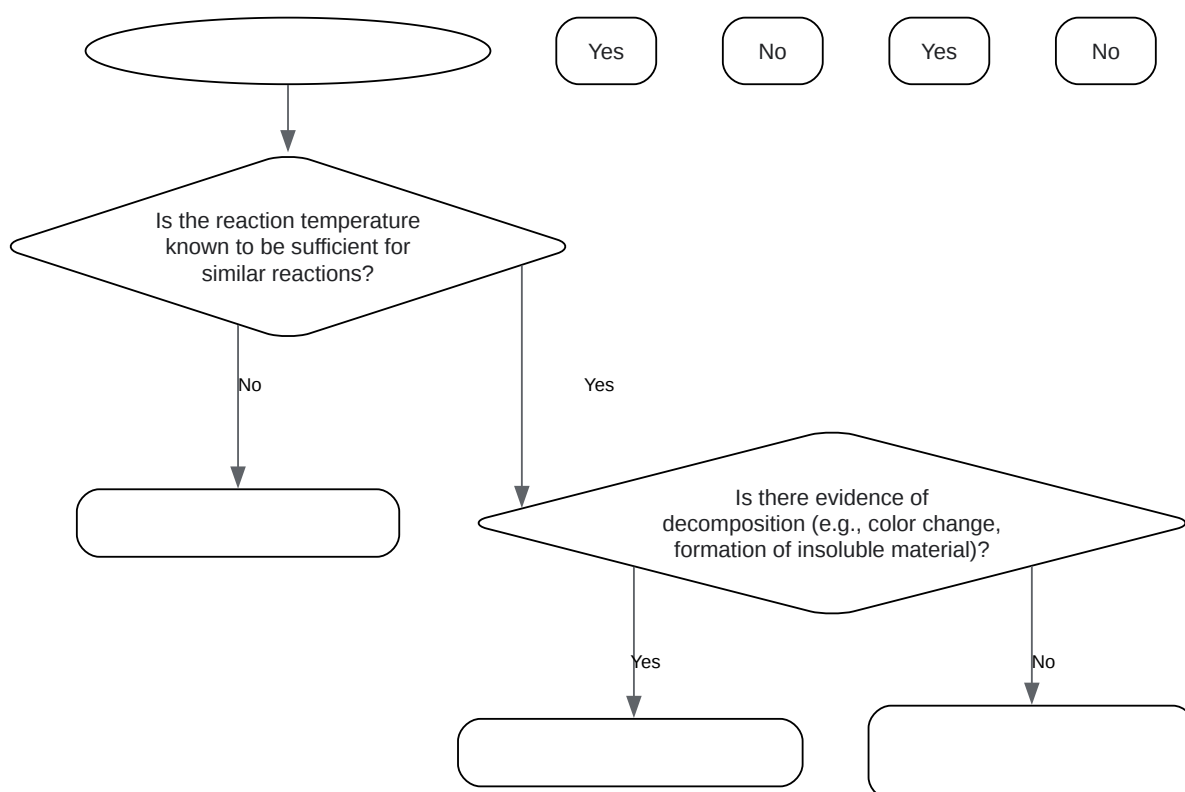 Yes
No
Yes
No
Is the reaction temperature
known to be sufficient for
similar reactions?
No
Yes
Is there evidence of
decomposition (e.g., color change,
formation of insoluble material)?
Yes
No